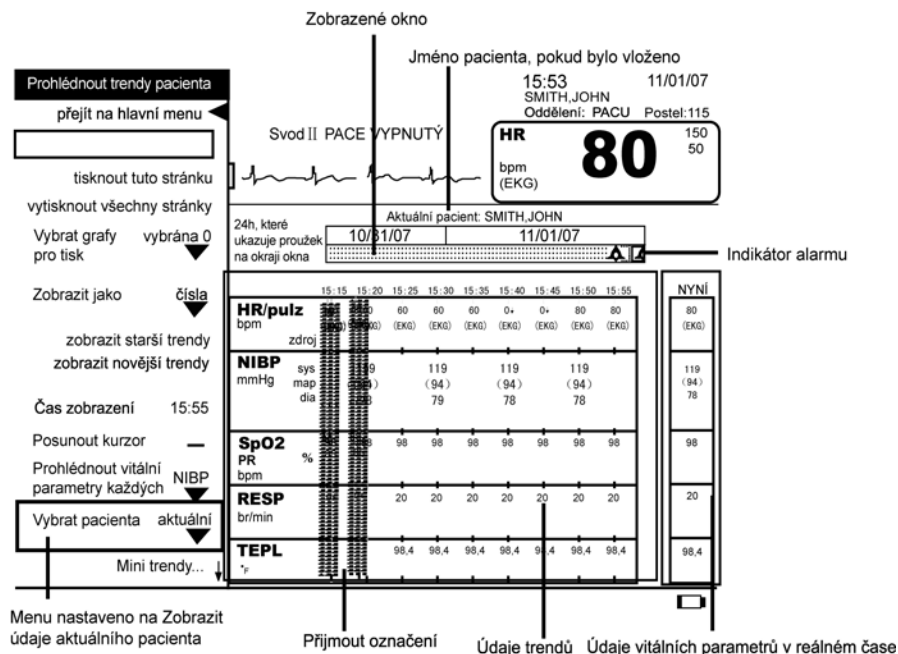 Zobrazené okno
Jméno pacienta, pokud bylo vloženo
Prohlédnout trendy pacienta
přejít na hlavní menu
tisknout tuto stránku
vytisknout všechny stránky
Vybrat grafy vybrána 0
pro tisk
Zobrazit jako čísla
zobrazit starší trendy
zobrazit novější trendy
Čas zobrazení 15:55
Posunout kurzor
Prohlédnout vitální
parametry každých NIBP
Vybrat pacienta aktuální
Mini trendy...
Menu nastaveno na Zobrazit
údaje aktuálního pacienta
15:53 11/01/07
SMITH,JOHN
Oddělení: PACU Postel:115
Svod II PACE VYPNUTÝ
HR 80 150
50
bpm
(EKG)
24h, které
ukazuje proužek
na okraji okna
Aktuální pacient: SMITH,JOHN
10/31/07 11/01/07
Indikátor alarmu
15:15 15:20 15:25 15:30 15:35 15:40 15:45 15:50 15:55 NYNÍ
HR/pulz 60 60 60 0+ 0+ 80 80 80
bpm (EKG) (EKG) (EKG) (EKG) (EKG) (EKG) (EKG) (EKG)
zdroj
NIBP sys 119 119 119 119
mmHg map (94) (94) (94) (94)
dia 79 78 78 78
SpO2 98 98 98 98 98 98 98 98
PR %
bpm
RESP 20 20 20 20 20 20 20 20
br/min
TEPL 98,4 98,4 98,4 98,4 98,4 98,4 98,4
°F
Přijmout označení
Údaje trendů
Údaje vitálních parametrů v reálném čase